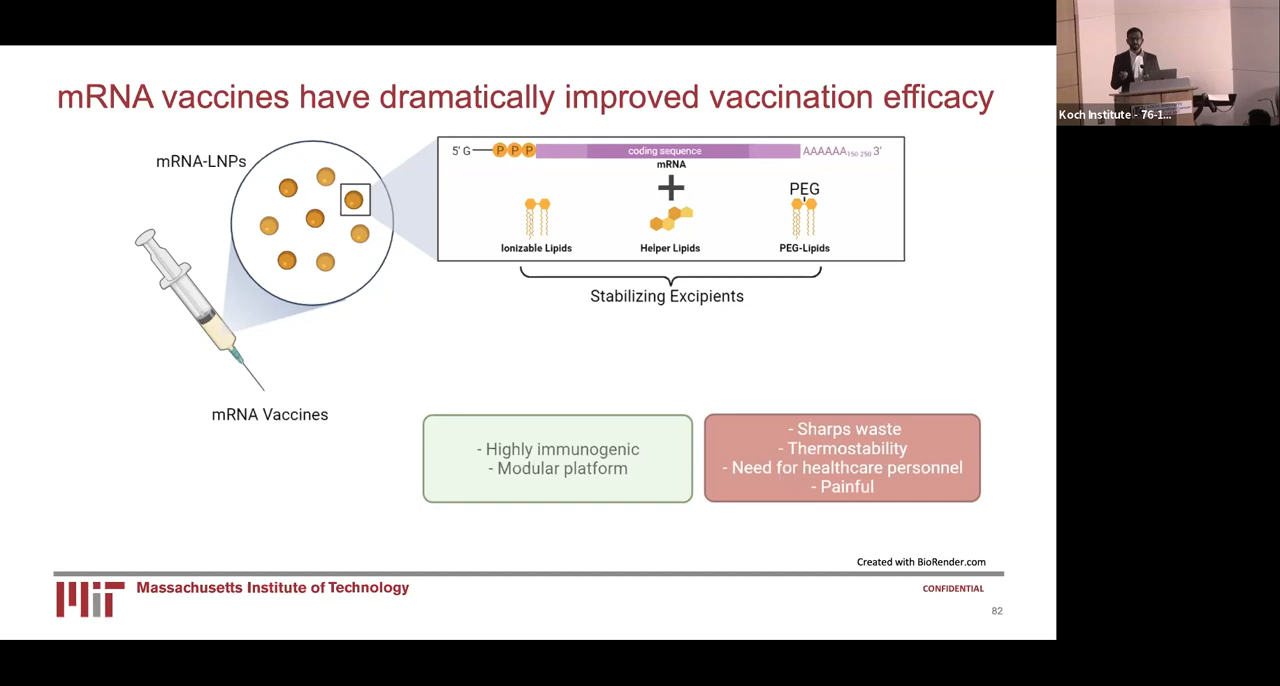 mRNA vaccines have dramatically improved vaccination efficacy
mRNA-LNPs
5' G
P P P
coding sequence
AAAAAA150-250 3'
mRNA
+
PEG
Ionizable Lipids
Helper Lipids
PEG-Lipids
Stabilizing Excipients
mRNA Vaccines
- Highly immunogenic
- Modular platform
- Sharps waste
- Thermostability
- Need for healthcare personnel
- Painful
Created with BioRender.com
MIT
Massachusetts Institute of Technology
CONFIDENTIAL
82
Koch Institute - 76-1...